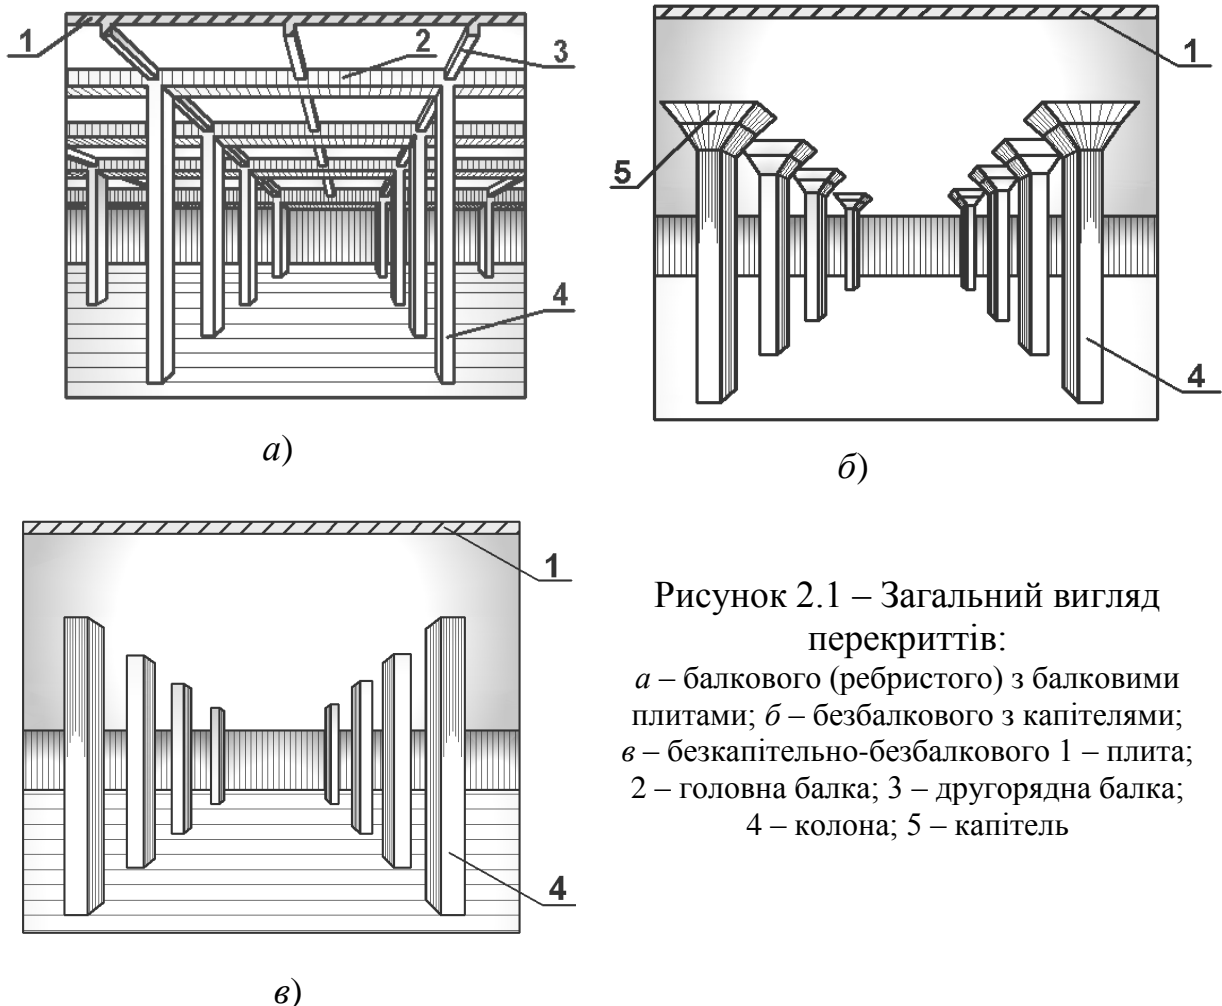 1
2
3
4
а)
1
5
4
б)
1
4
в)
Рисунок 2.1 – Загальний вигляд
перекриттів:
а – балкового (ребристого) з балковими
плитами; б – безбалкового з капітелями;
в – безкапітельно-безбалкового 1 – плита;
2 – головна балка; 3 – другорядна балка;
4 – колона; 5 – капітель